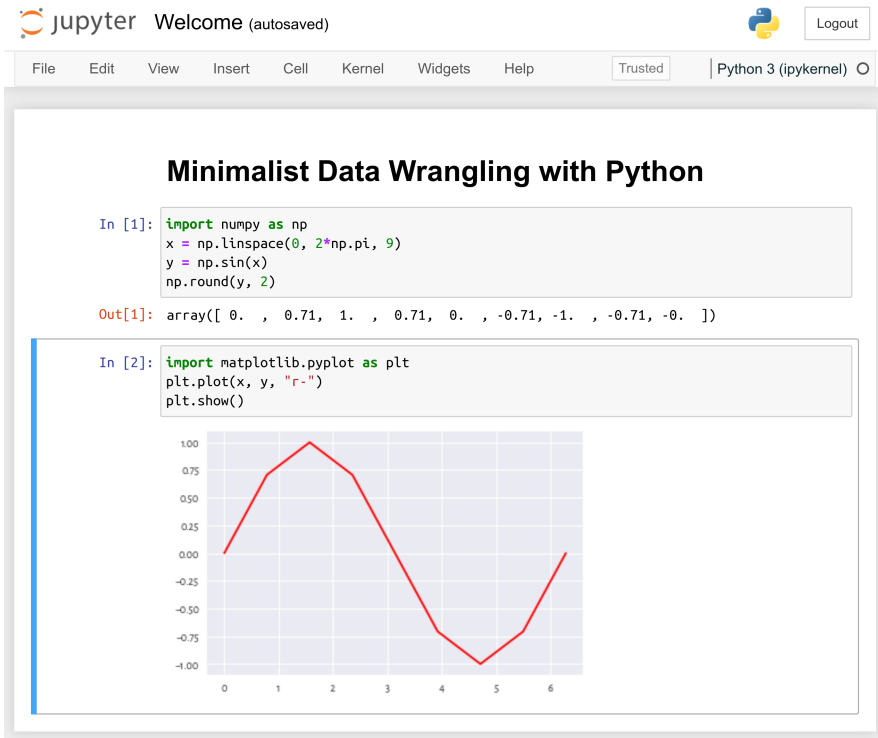 jupyter Welcome (autosaved) Logout
File Edit View Insert Cell Kernel Widgets Help Trusted Python 3 (ipykernel)
Minimalist Data Wrangling with Python
In [1]: import numpy as np
x = np.linspace(0, 2*np.pi, 9)
y = np.sin(x)
np.round(y, 2)
Out[1]: array([ 0.  ,  0.71,  1.  ,  0.71,  0.  , -0.71, -1.  , -0.71, -0.  ])
In [2]: import matplotlib.pyplot as plt
plt.plot(x, y, "r-")
plt.show()
1.00
0.75
0.50
0.25
0.00
−0.25
−0.50
−0.75
−1.00
0 1 2 3 4 5 6